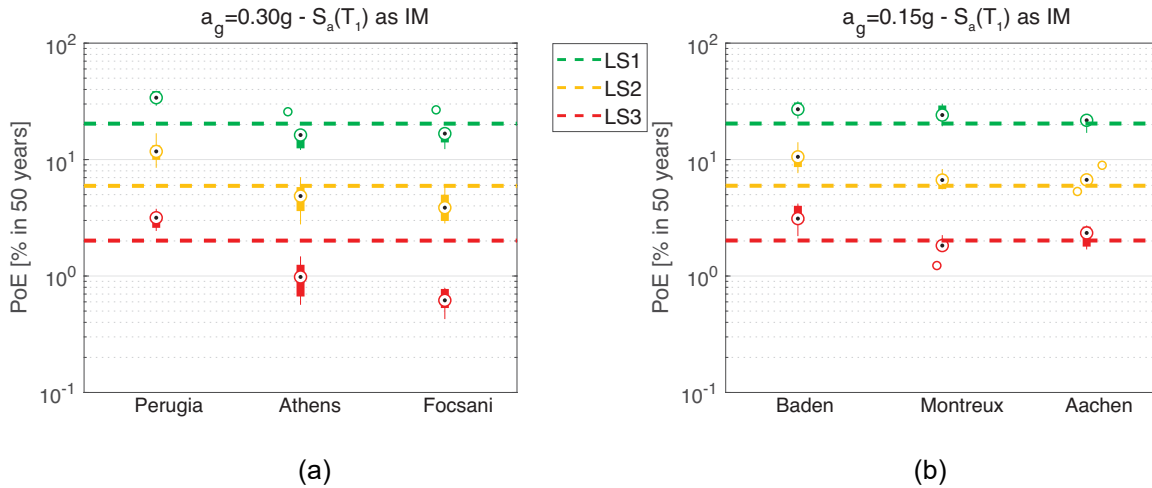 a_g=0.30g - S_a(T_1) as IM
PoE [% in 50 years]
10^2
10^1
10^0
10^-1
Perugia Athens Focsani
(a)
LS1
LS2
LS3
a_g=0.15g - S_a(T_1) as IM
PoE [% in 50 years]
10^2
10^1
10^0
10^-1
Baden Montreux Aachen
(b)